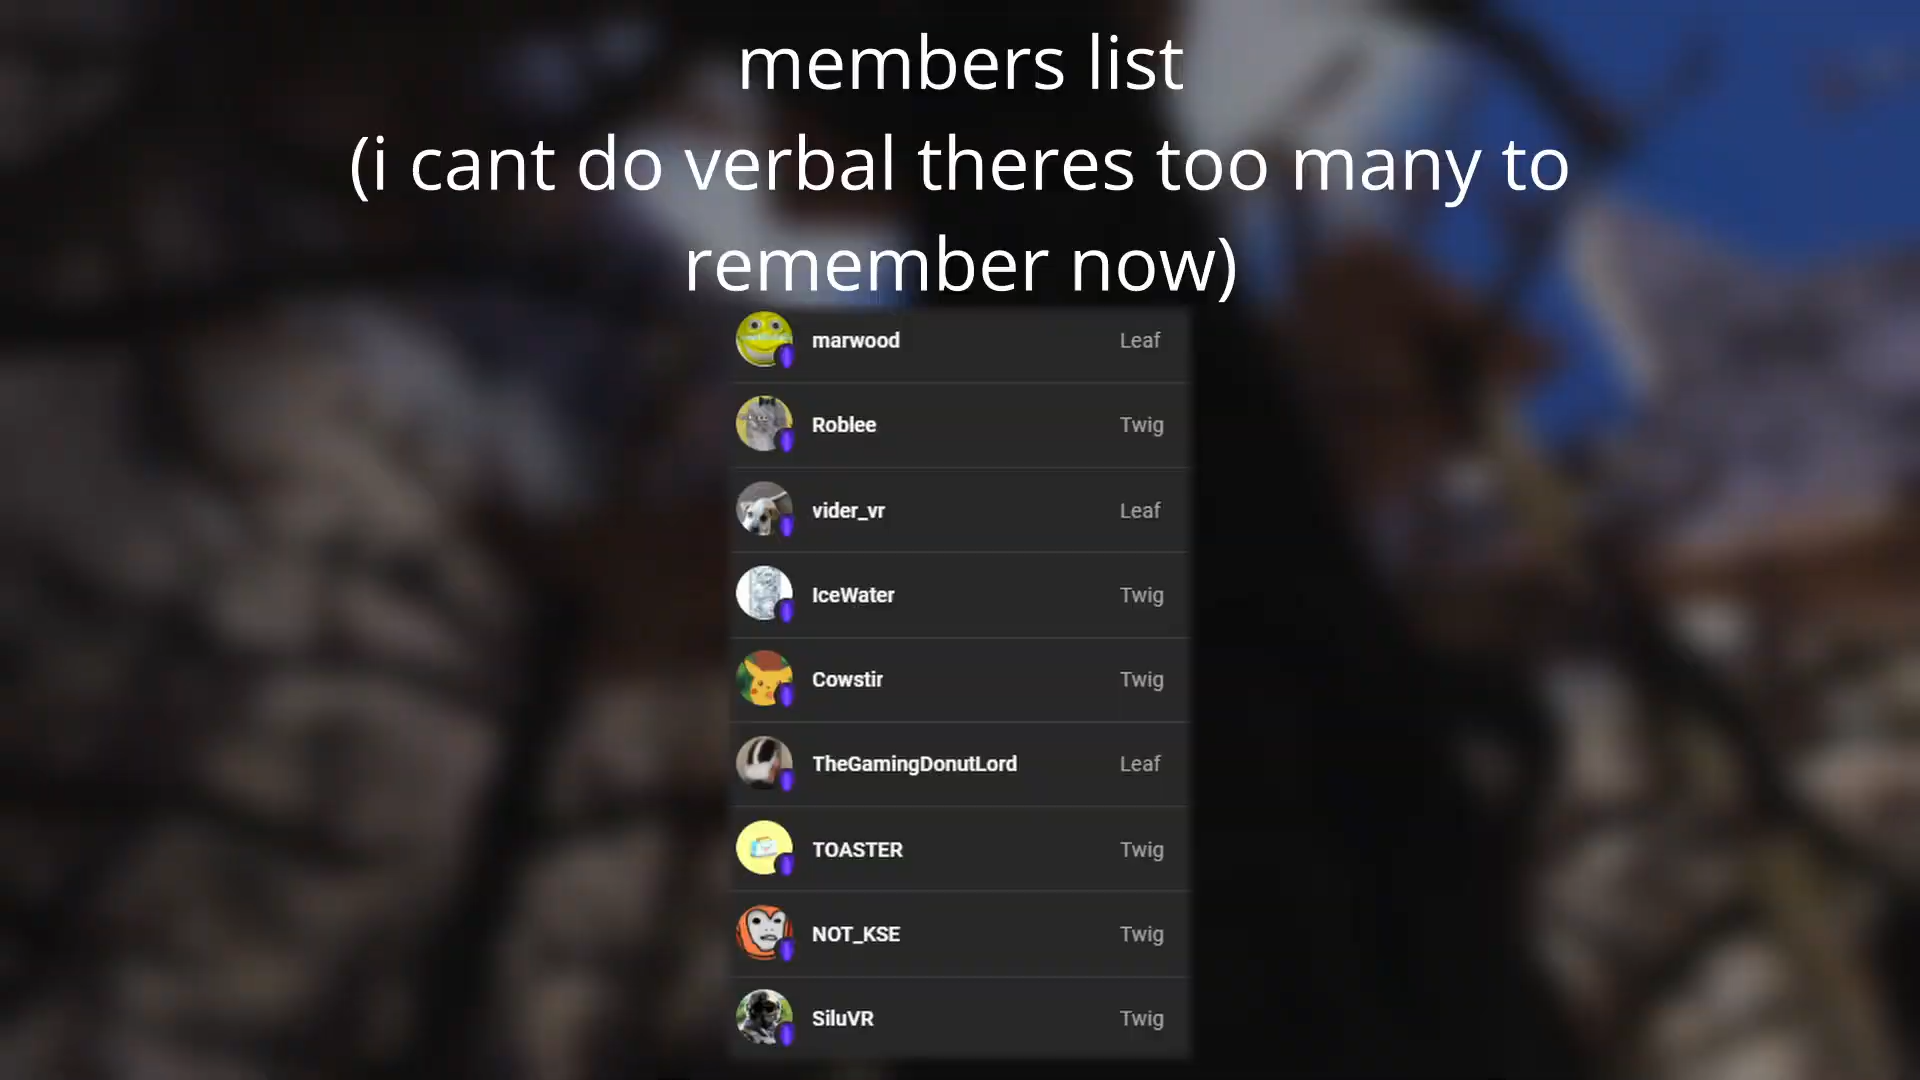 members list
(i cant do verbal theres too many to
remember now)
marwood Leaf
Roblee Twig
vider_vr Leaf
IceWater Twig
Cowstir Twig
TheGamingDonutLord Leaf
TOASTER Twig
NOT_KSE Twig
SiluVR Twig